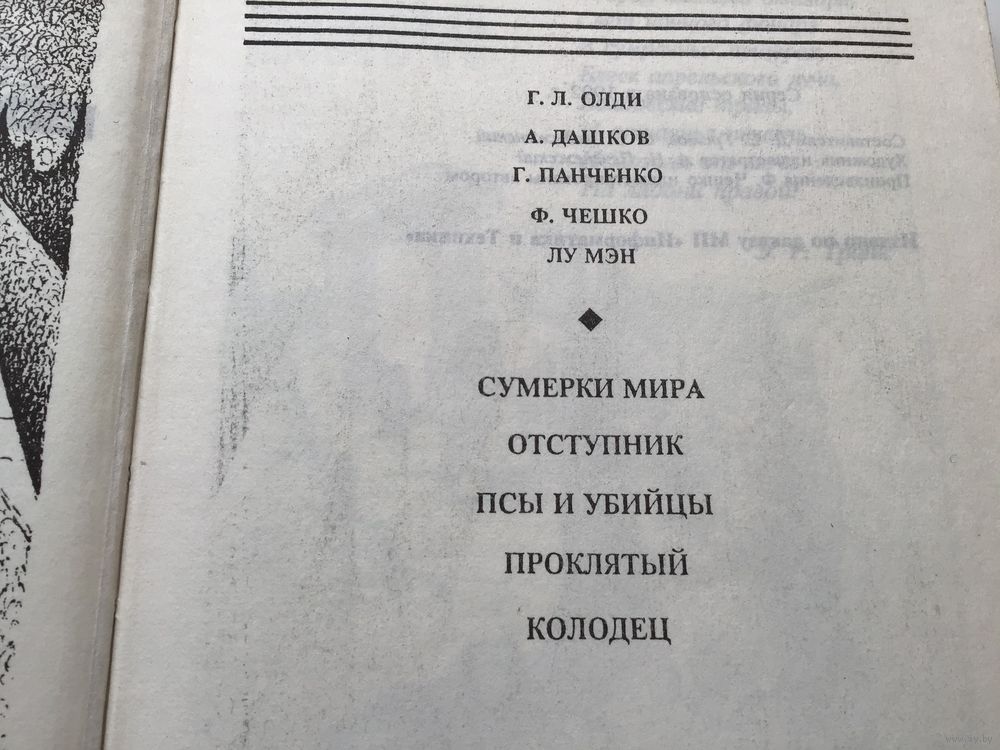 Г. Л. ОЛДИ
А. ДАШКОВ
Г. ПАНЧЕНКО
Ф. ЧЕШКО
ЛУ МЭН
СУМЕРКИ МИРА
ОТСТУПНИК
ПСЫ И УБИЙЦЫ
ПРОКЛЯТЫЙ
КОЛОДЕЦ